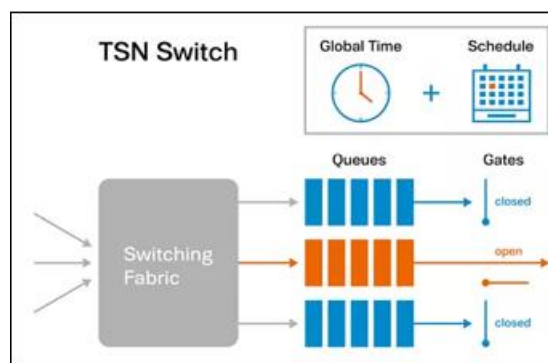 TSN Switch
Global Time
Schedule
+
Queues
Gates
Switching
Fabric
closed
open
closed